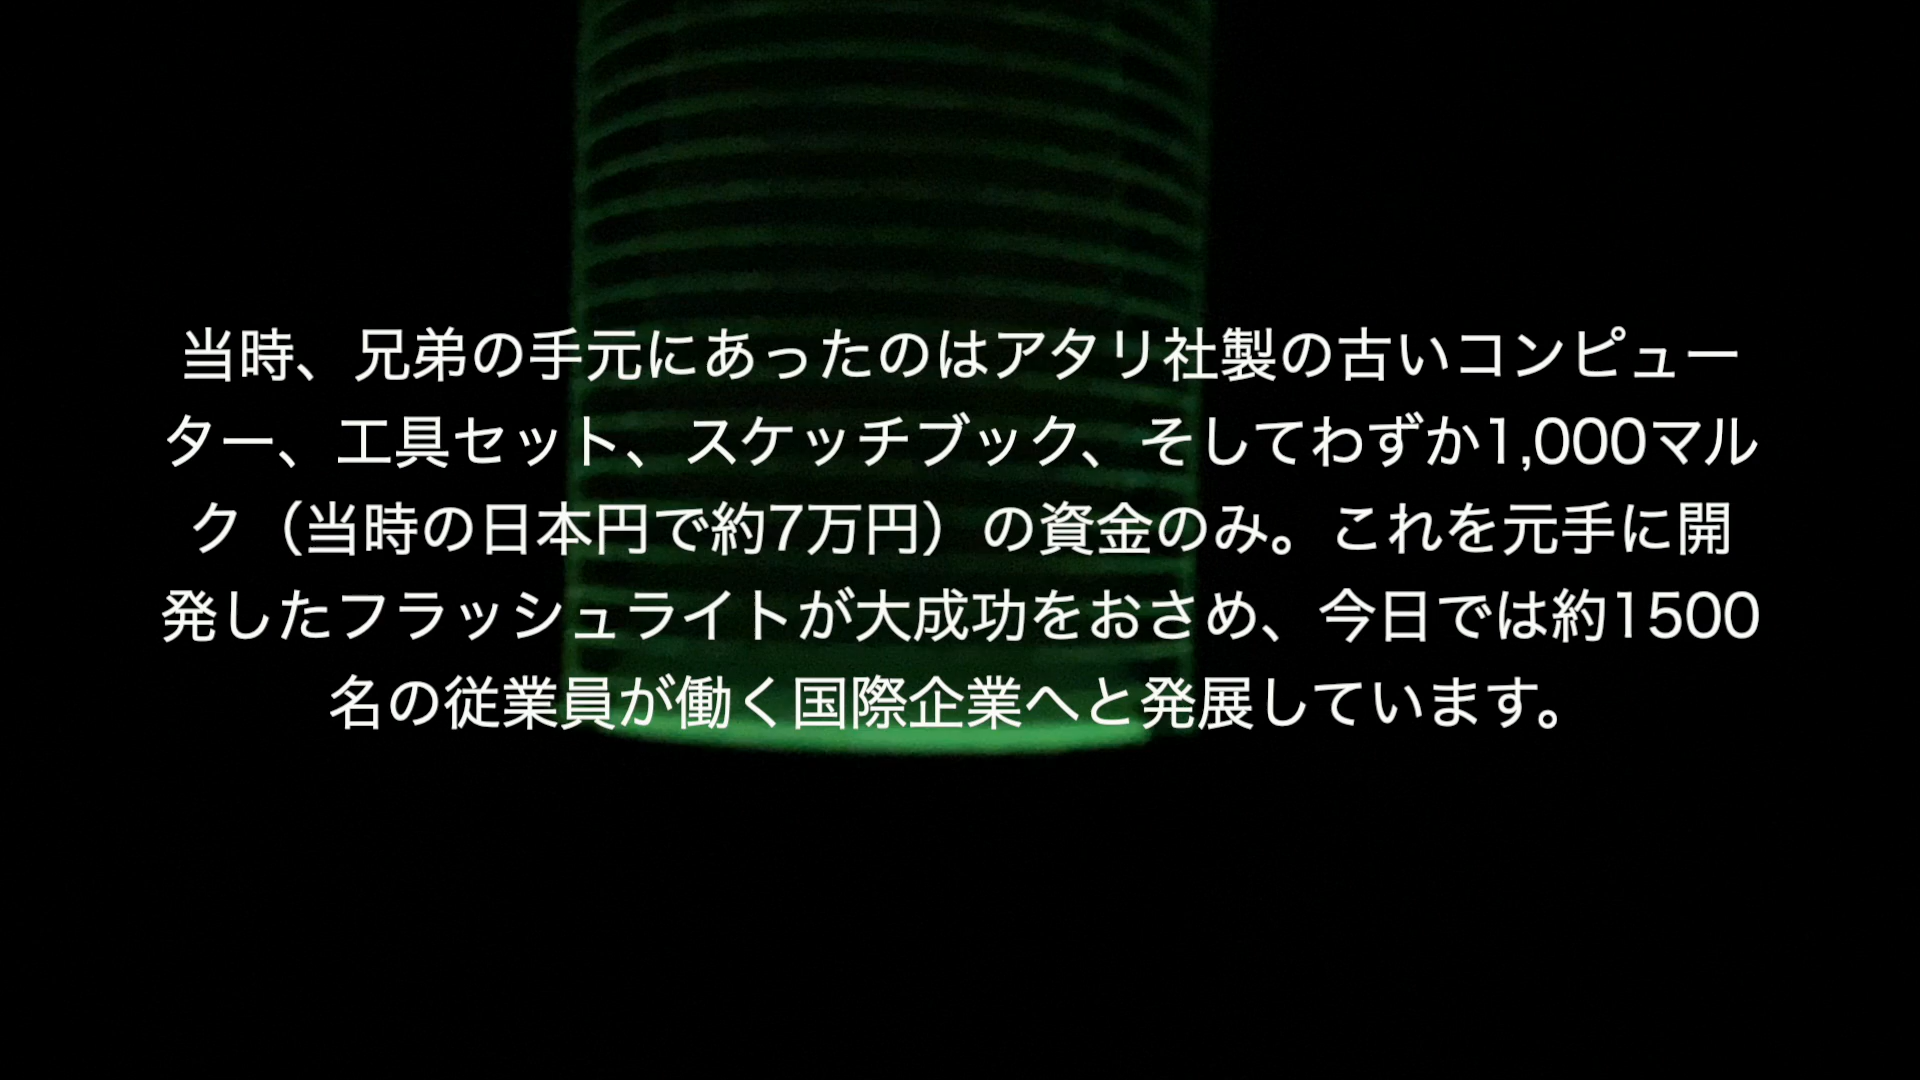 当時、兄弟の手元にあったのはアタリ社製の古いコンピュー
ター、工具セット、スケッチブック、そしてわずか1,000マル
ク（当時の日本円で約7万円）の資金のみ。これを元手に開
発したフラッシュライトが大成功をおさめ、今日では約1500
名の従業員が働く国際企業へと発展しています。